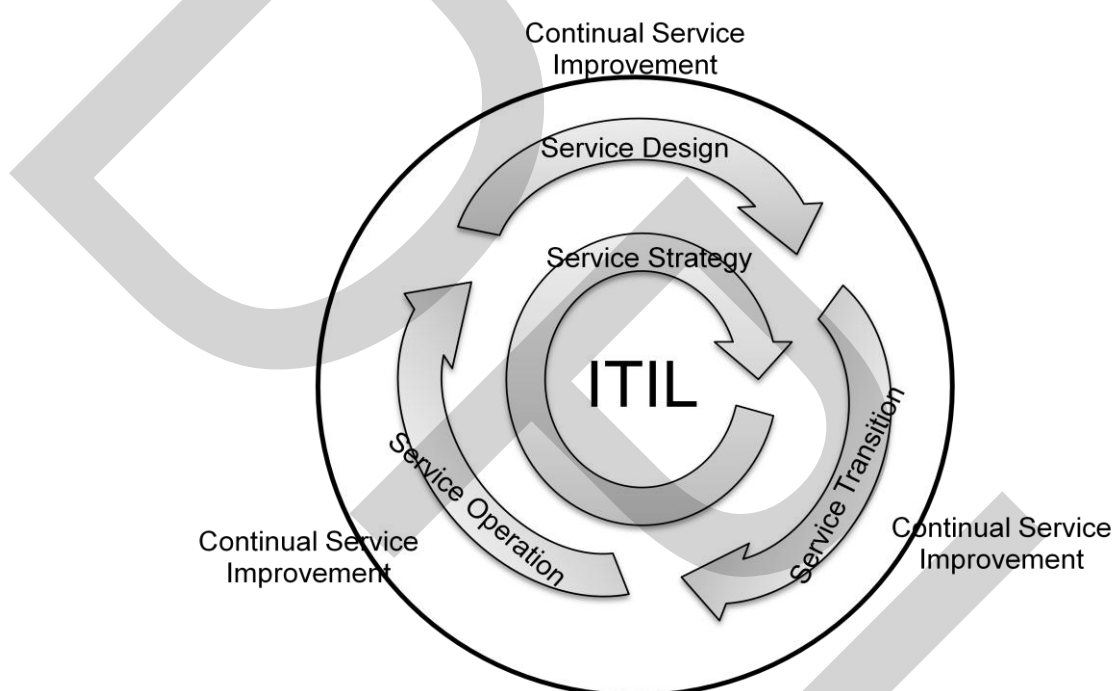 Continual Service
Improvement
Service Design
Service Strategy
ITIL
Service Transition
Service Operation
Continual Service
Improvement
Continual Service
Improvement